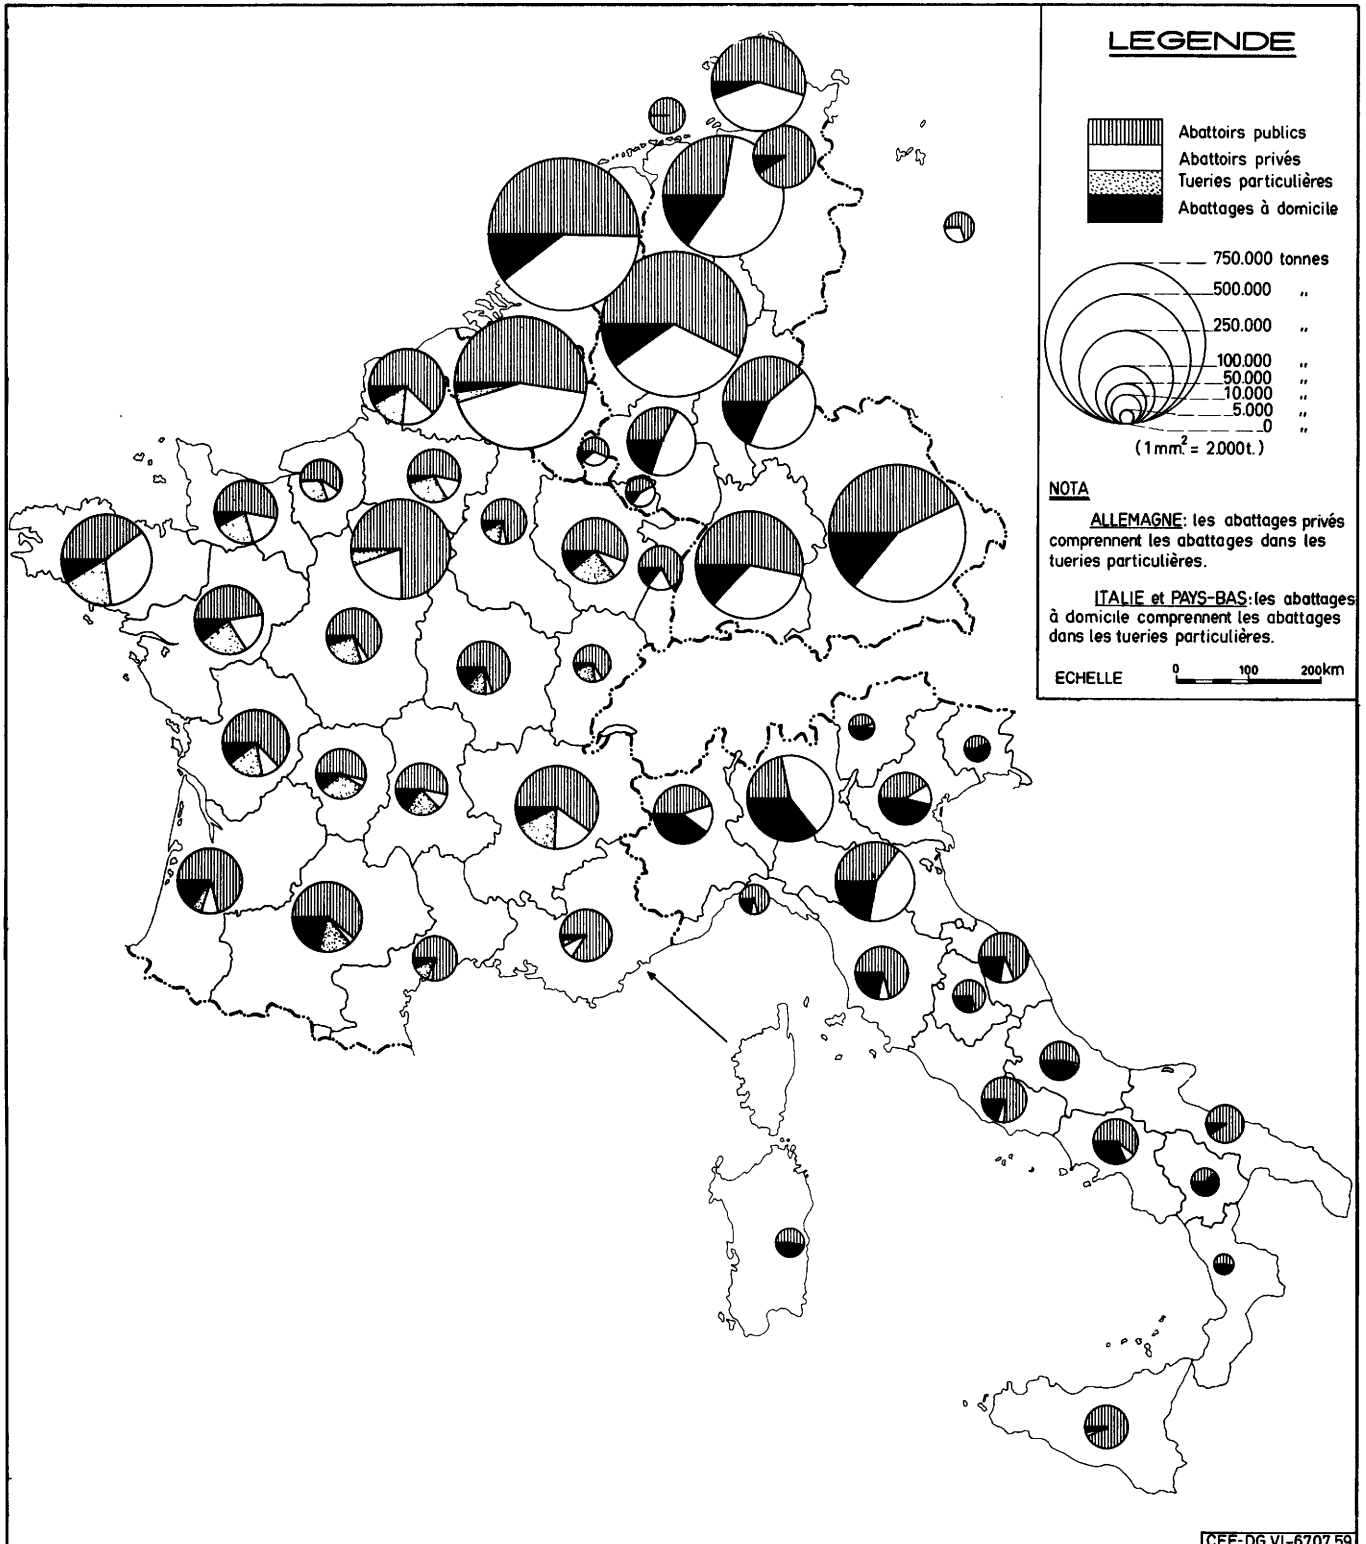 LEGENDE
Abattoirs publics
Abattoirs privés
Tueries particulières
Abattages à domicile
750.000 tonnes
500.000 "
250.000 "
100.000 "
50.000 "
10.000 "
5.000 "
0 "
(1mm.² = 2.000t.)
NOTA
ALLEMAGNE: les abattages privés
comprennent les abattages dans les
tueries particulières.
ITALIE et PAYS-BAS: les abattages
à domicile comprennent les abattages
dans les tueries particulières.
ECHELLE 0 100 200km
CEE-DG VI-6707.59